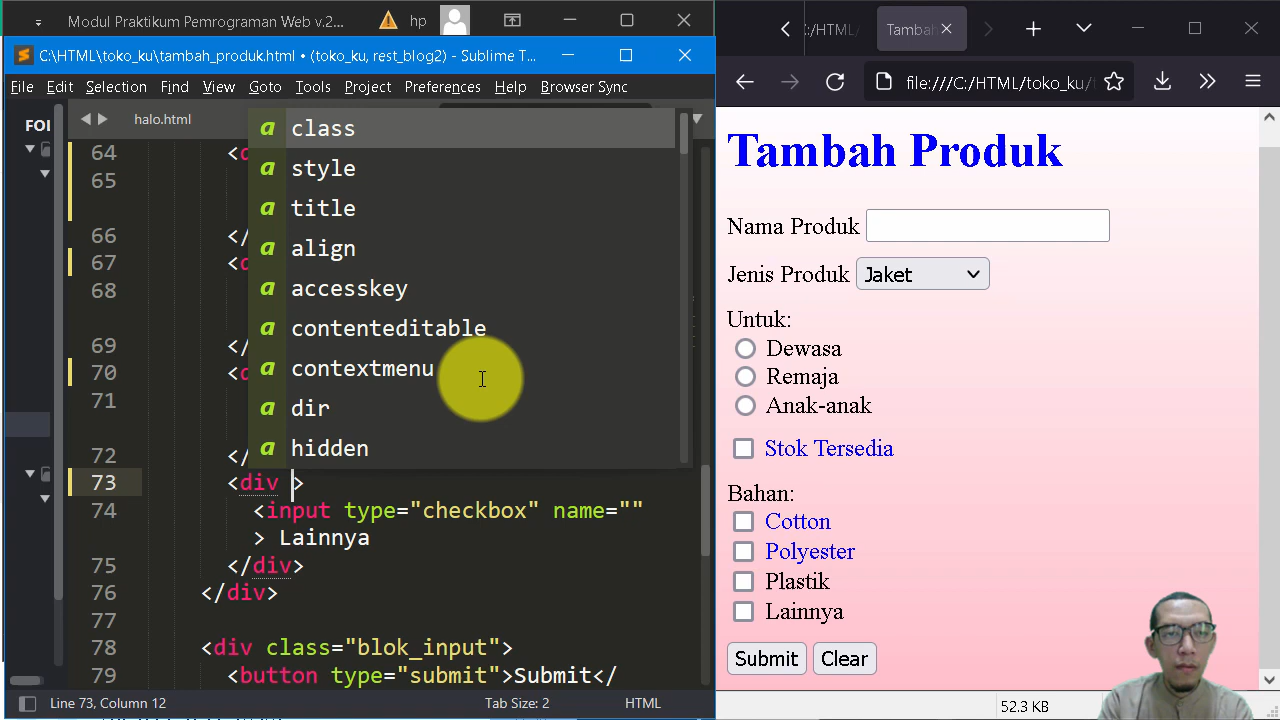 Modul Praktikum Pemrograman Web v.2...
hp
C:\HTML\toko_ku\tambah_produk.html • (toko_ku, rest_blog2) - Sublime T...
File Edit Selection Find View Goto Tools Project Preferences Help Browser Sync
FOI
halo.html
class
style
title
align
accesskey
contenteditable
contextmenu
dir
hidden
64 <d
65
66 </
67 <d
68
69 </
70 <d
71
72 </
73 <div >
74 <input type="checkbox" name=""
> Lainnya
75 </div>
76 </div>
77
78 <div class="blok_input">
79 <button type="submit">Submit</
Line 73, Column 12
Tab Size: 2
HTML
:/HTML/
Tambah
file:///C:/HTML/toko_ku/
Tambah Produk
Nama Produk
Jenis Produk Jaket
Untuk:
Dewasa
Remaja
Anak-anak
Stok Tersedia
Bahan:
Cotton
Polyester
Plastik
Lainnya
Submit Clear
52.3 KB